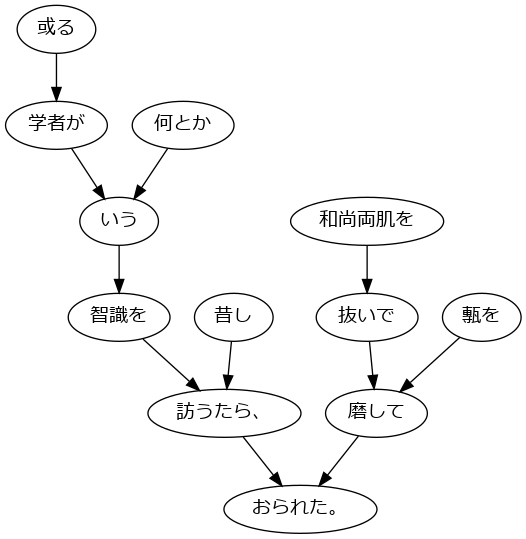 或る
学者が
何とか
いう
和尚両肌を
智識を
昔し
抜いで
甎を
訪うたら、
磨して
おられた。